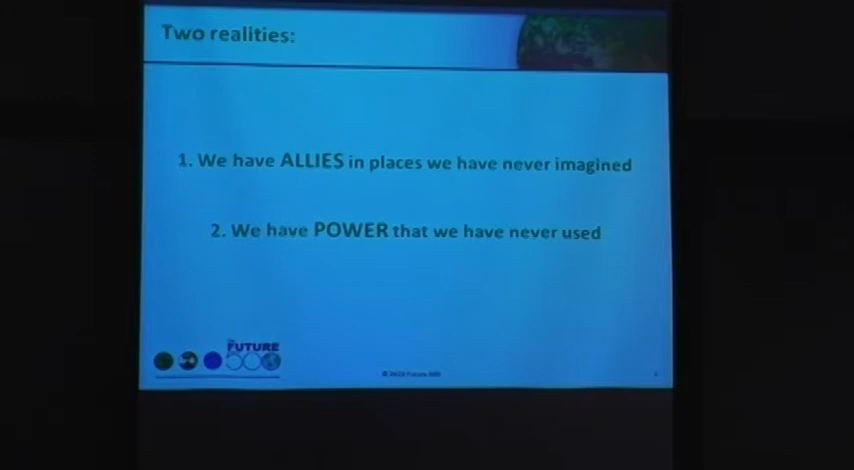 Two realities:
1. We have ALLIES in places we have never imagined
2. We have POWER that we have never used
FUTURE